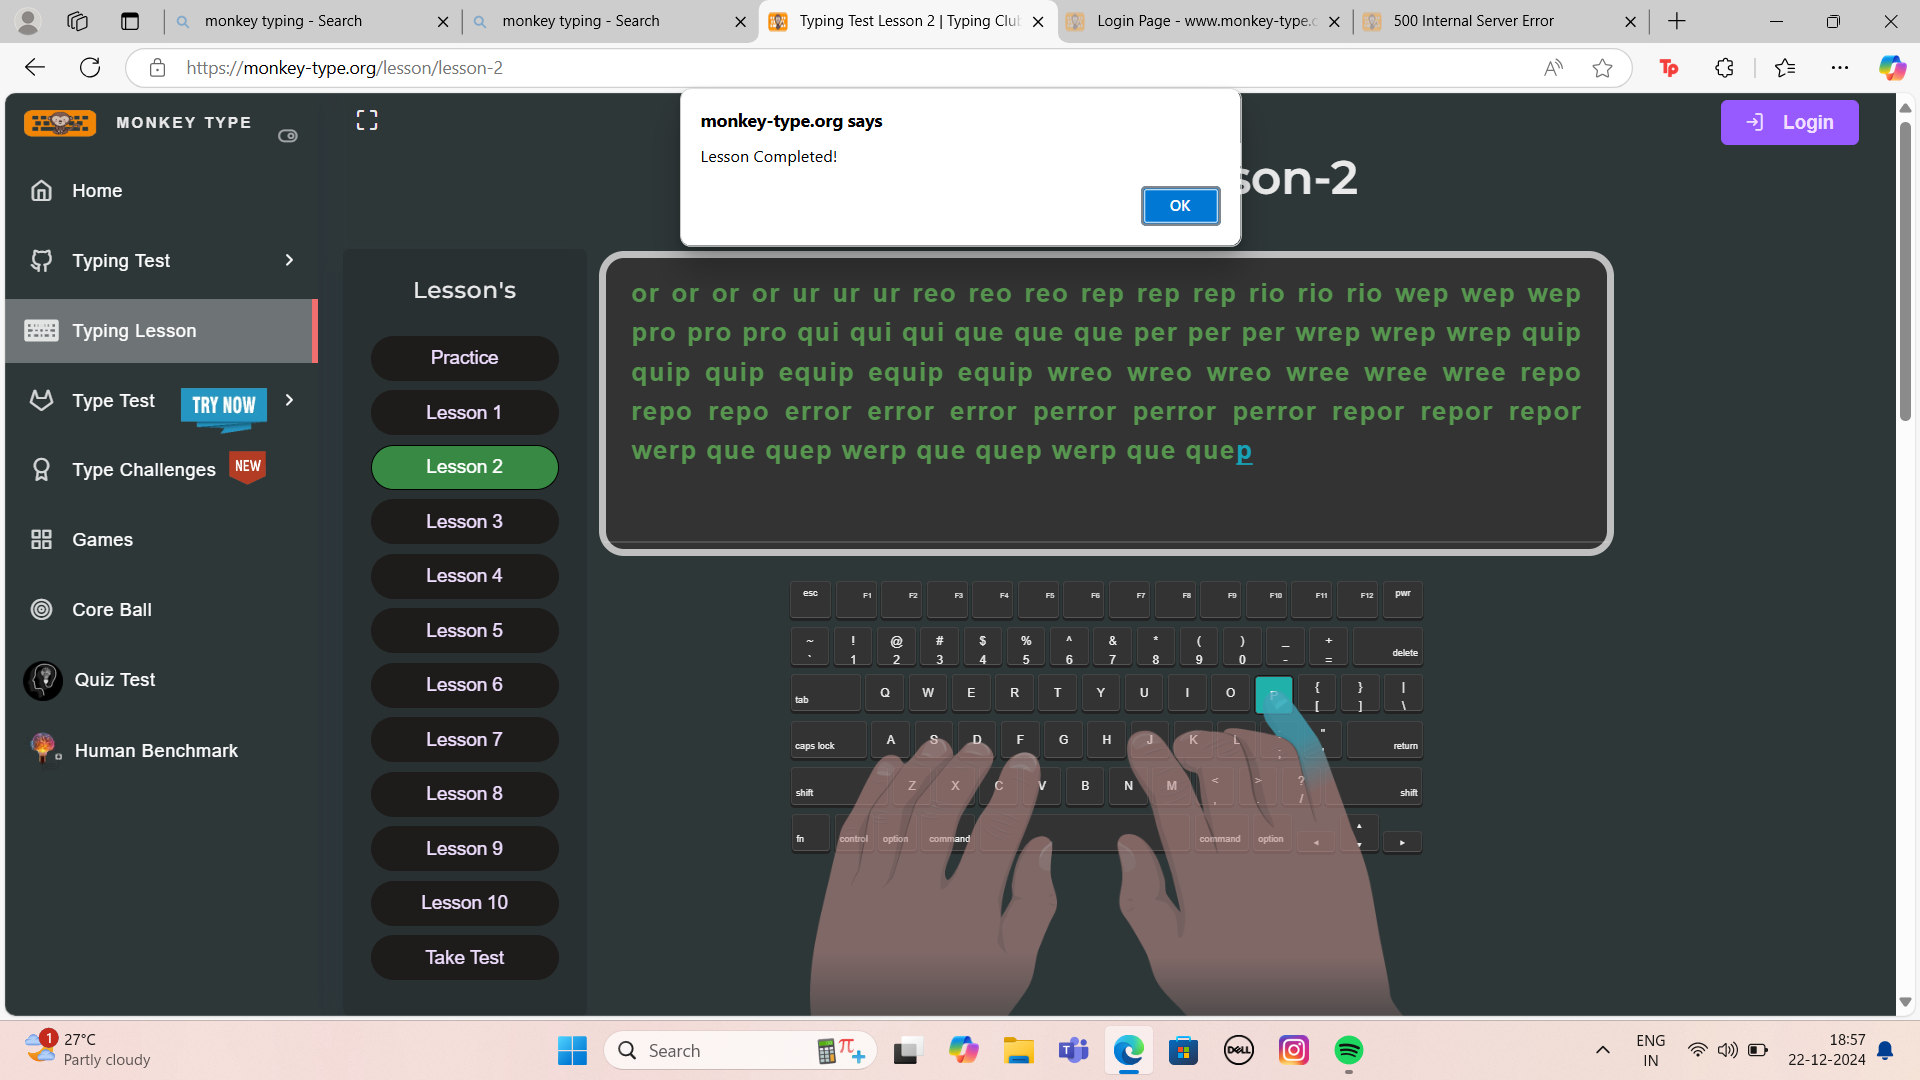 monkey typing - Search
monkey typing - Search
Typing Test Lesson 2 | Typing Clu
Login Page - www.monkey-type.o
500 Internal Server Error
https://monkey-type.org/lesson/lesson-2
MONKEY TYPE
Login
monkey-type.org says
Lesson Completed!
OK
son-2
Home
Typing Test
Typing Lesson
Type Test TRY NOW
Type Challenges NEW
Games
Core Ball
Quiz Test
Human Benchmark
Lesson's
Practice
Lesson 1
Lesson 2
Lesson 3
Lesson 4
Lesson 5
Lesson 6
Lesson 7
Lesson 8
Lesson 9
Lesson 10
Take Test
or or or or ur ur ur reo reo reo rep rep rep rio rio rio wep wep wep
pro pro pro qui qui qui que que que per per per wrep wrep wrep quip
quip quip equip equip equip wreo wreo wreo wree wree wree repo
repo repo error error error perror perror perror repor repor repor
werp que quep werp que quep werp que quep
esc F1 F2 F3 F4 F5 F6 F7 F8 F9 F10 F11 F12 pwr
~ ! @ # $ % ^ & * ( ) _ +
` 1 2 3 4 5 6 7 8 9 0 - = delete
tab Q W E R T Y U I O P { [ } ] | \
caps lock A S D F G H J K L : ; " ' return
shift Z X C V B N M < , > . ? / shift
fn control option command command option
27°C
Partly cloudy
1
Search
DELL
ENG
IN
18:57
22-12-2024